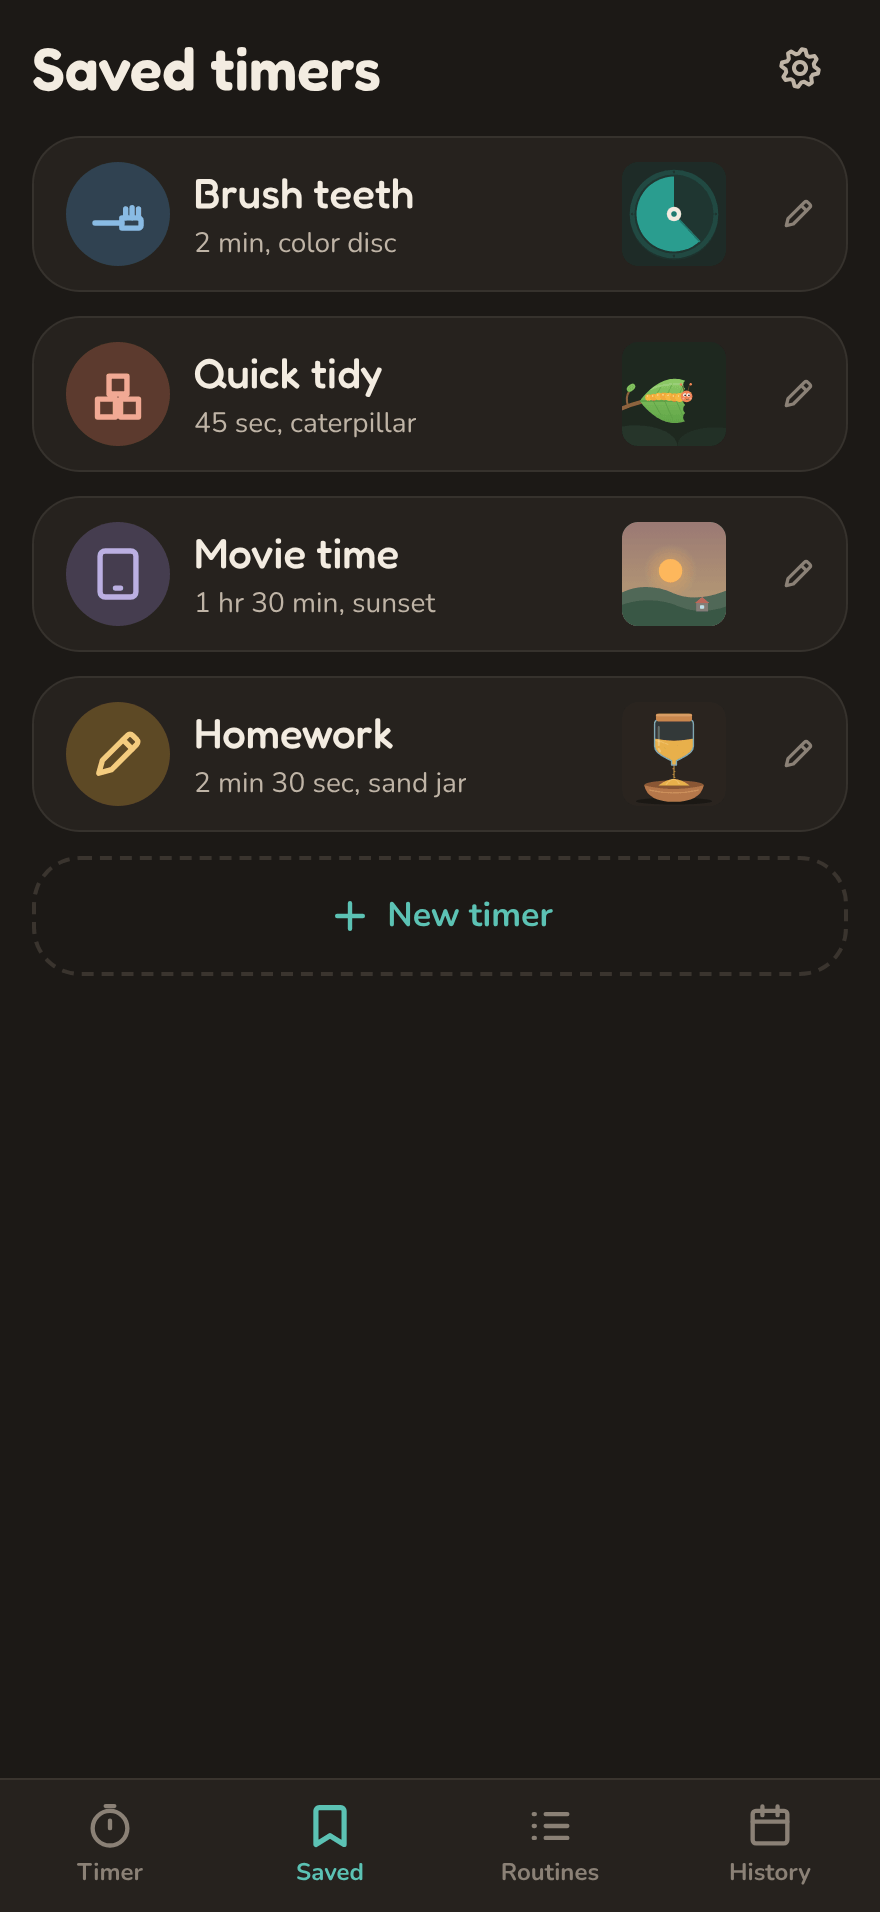 Saved timers
Brush teeth
2 min, color disc
Quick tidy
45 sec, caterpillar
Movie time
1 hr 30 min, sunset
Homework
2 min 30 sec, sand jar
New timer
Timer
Saved
Routines
History